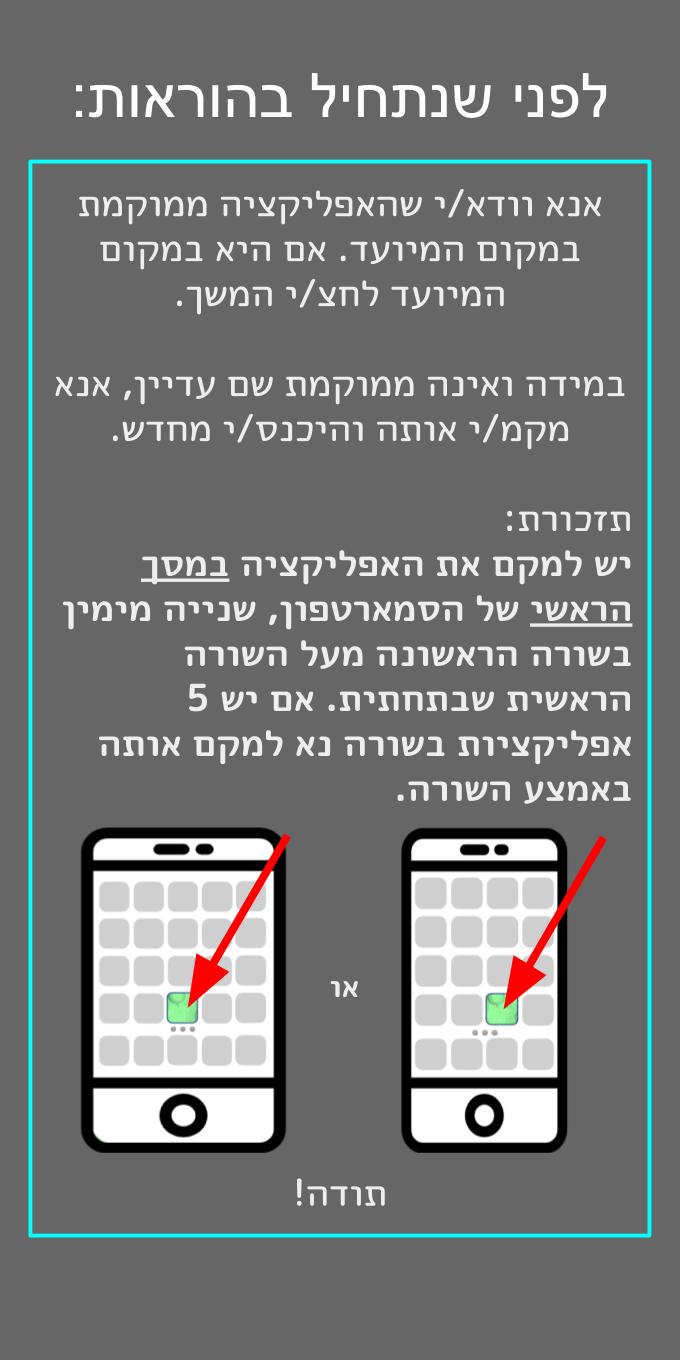 לפני שנתחיל בהוראות:
אנא וודא/י שהאפליקציה ממוקמת
במקום המיועד. אם היא במקום
המיועד לחצ/י המשך.
במידה ואינה ממוקמת שם עדיין, אנא
מקמ/י אותה והיכנס/י מחדש.
תזכורת:
יש למקם את האפליקציה במסך
הראשי של הסמארטפון, שנייה מימין
בשורה הראשונה מעל השורה
הראשית שבתחתית. אם יש 5
אפליקציות בשורה נא למקם אותה
באמצע השורה.
או
תודה!